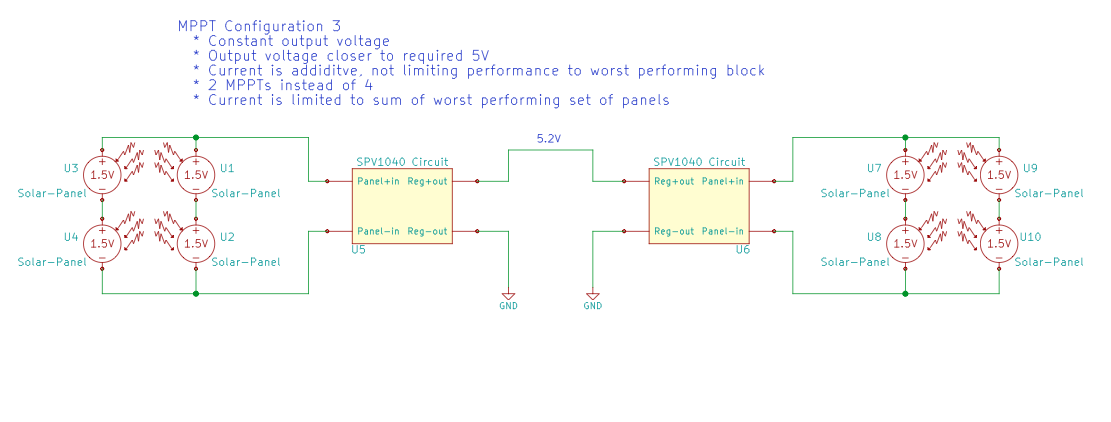 MPPT Configuration 3
* Constant output voltage
* Output voltage closer to required 5V
* Current is addiditve, not limiting performance to worst performing block
* 2 MPPTs instead of 4
* Current is limited to sum of worst performing set of panels
5.2V
SPV1040 Circuit
SPV1040 Circuit
U3
1.5V
Solar-Panel
U1
1.5V
Solar-Panel
Panel+in
Reg+out
Reg+out
Panel+in
U7
1.5V
Solar-Panel
U9
1.5V
Solar-Panel
U4
1.5V
Solar-Panel
U2
1.5V
Solar-Panel
Panel-in
Reg-out
U5
Reg-out
Panel-in
U6
U8
1.5V
Solar-Panel
U10
1.5V
Solar-Panel
GND
GND